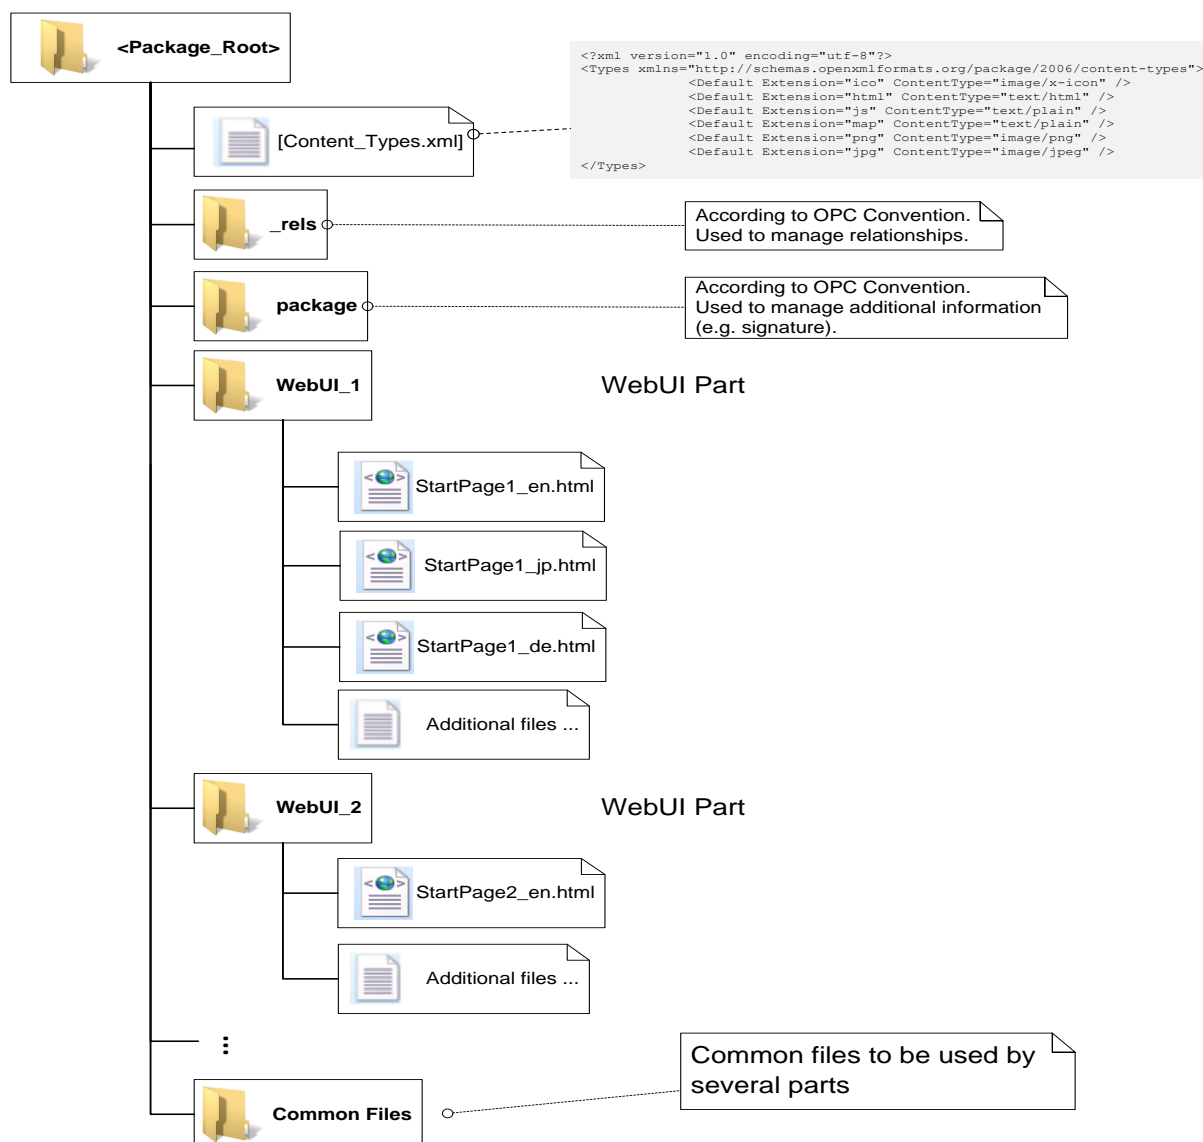 <Package_Root>
<?xml version="1.0" encoding="utf-8"?>
<Types xmlns="http://schemas.openxmlformats.org/package/2006/content-types">
<Default Extension="ico" ContentType="image/x-icon" />
<Default Extension="html" ContentType="text/html" />
<Default Extension="js" ContentType="text/plain" />
<Default Extension="map" ContentType="text/plain" />
<Default Extension="png" ContentType="image/png" />
<Default Extension="jpg" ContentType="image/jpeg" />
</Types>
[Content_Types.xml]
_rels
According to OPC Convention.
Used to manage relationships.
package
According to OPC Convention.
Used to manage additional information
(e.g. signature).
WebUI_1
WebUI Part
StartPage1_en.html
StartPage1_jp.html
StartPage1_de.html
Additional files ...
WebUI_2
WebUI Part
StartPage2_en.html
Additional files ...
...
Common files to be used by
several parts
Common Files